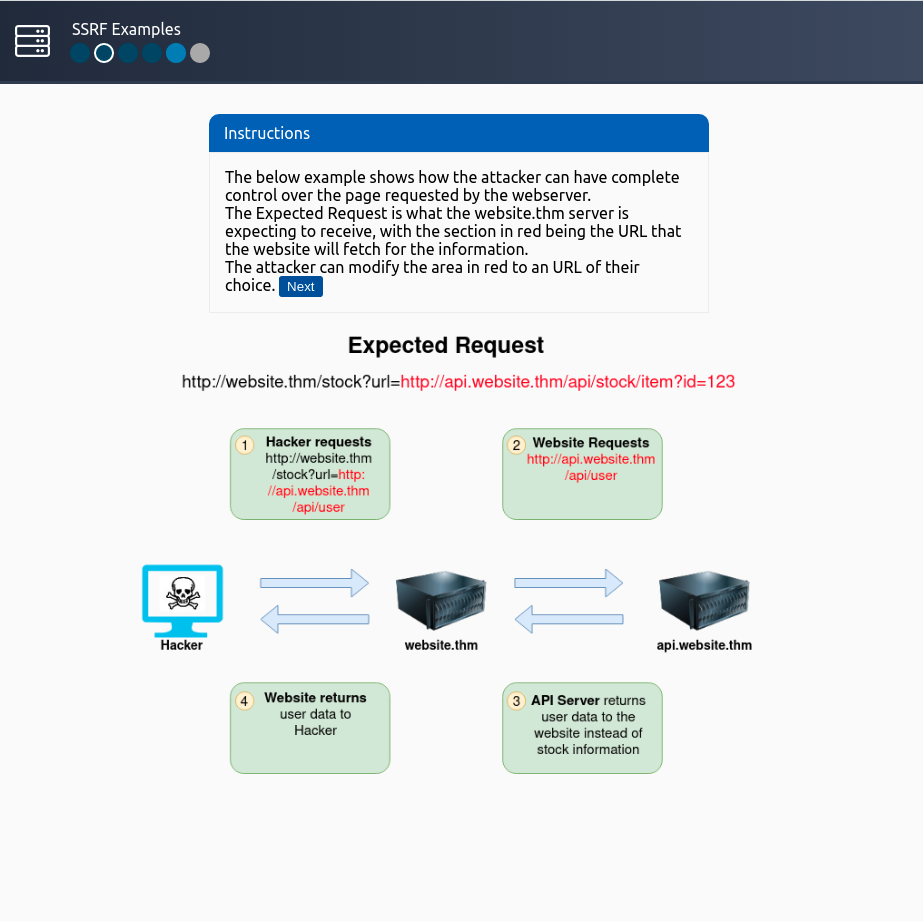 SSRF Examples
Instructions
The below example shows how the attacker can have complete
control over the page requested by the webserver.
The Expected Request is what the website.thm server is
expecting to receive, with the section in red being the URL that
the website will fetch for the information.
The attacker can modify the area in red to an URL of their
choice. Next
Expected Request
http://website.thm/stock?url=http://api.website.thm/api/stock/item?id=123
1 Hacker requests
http://website.thm
/stock?url=http:
//api.website.thm
/api/user
2 Website Requests
http://api.website.thm
/api/user
Hacker
website.thm
api.website.thm
4 Website returns
user data to
Hacker
3 API Server returns
user data to the
website instead of
stock information